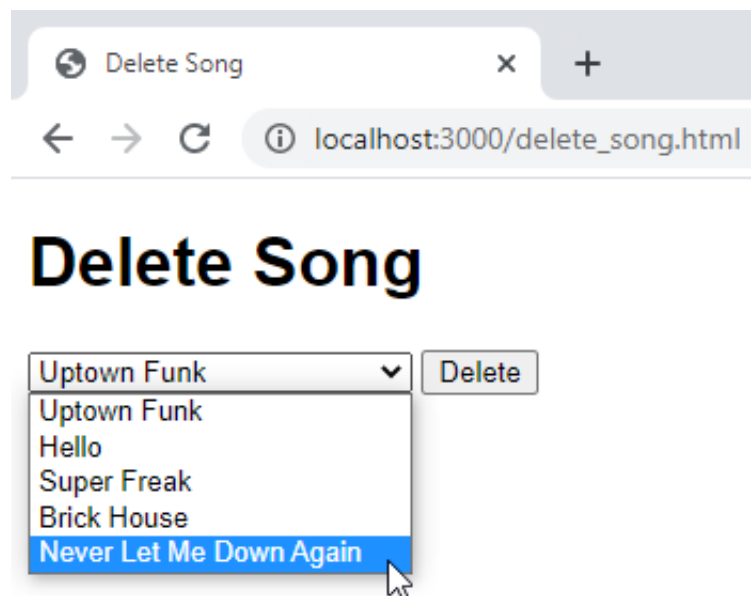 Delete Song
localhost:3000/delete_song.html
Delete Song
Uptown Funk Delete
Uptown Funk
Hello
Super Freak
Brick House
Never Let Me Down Again